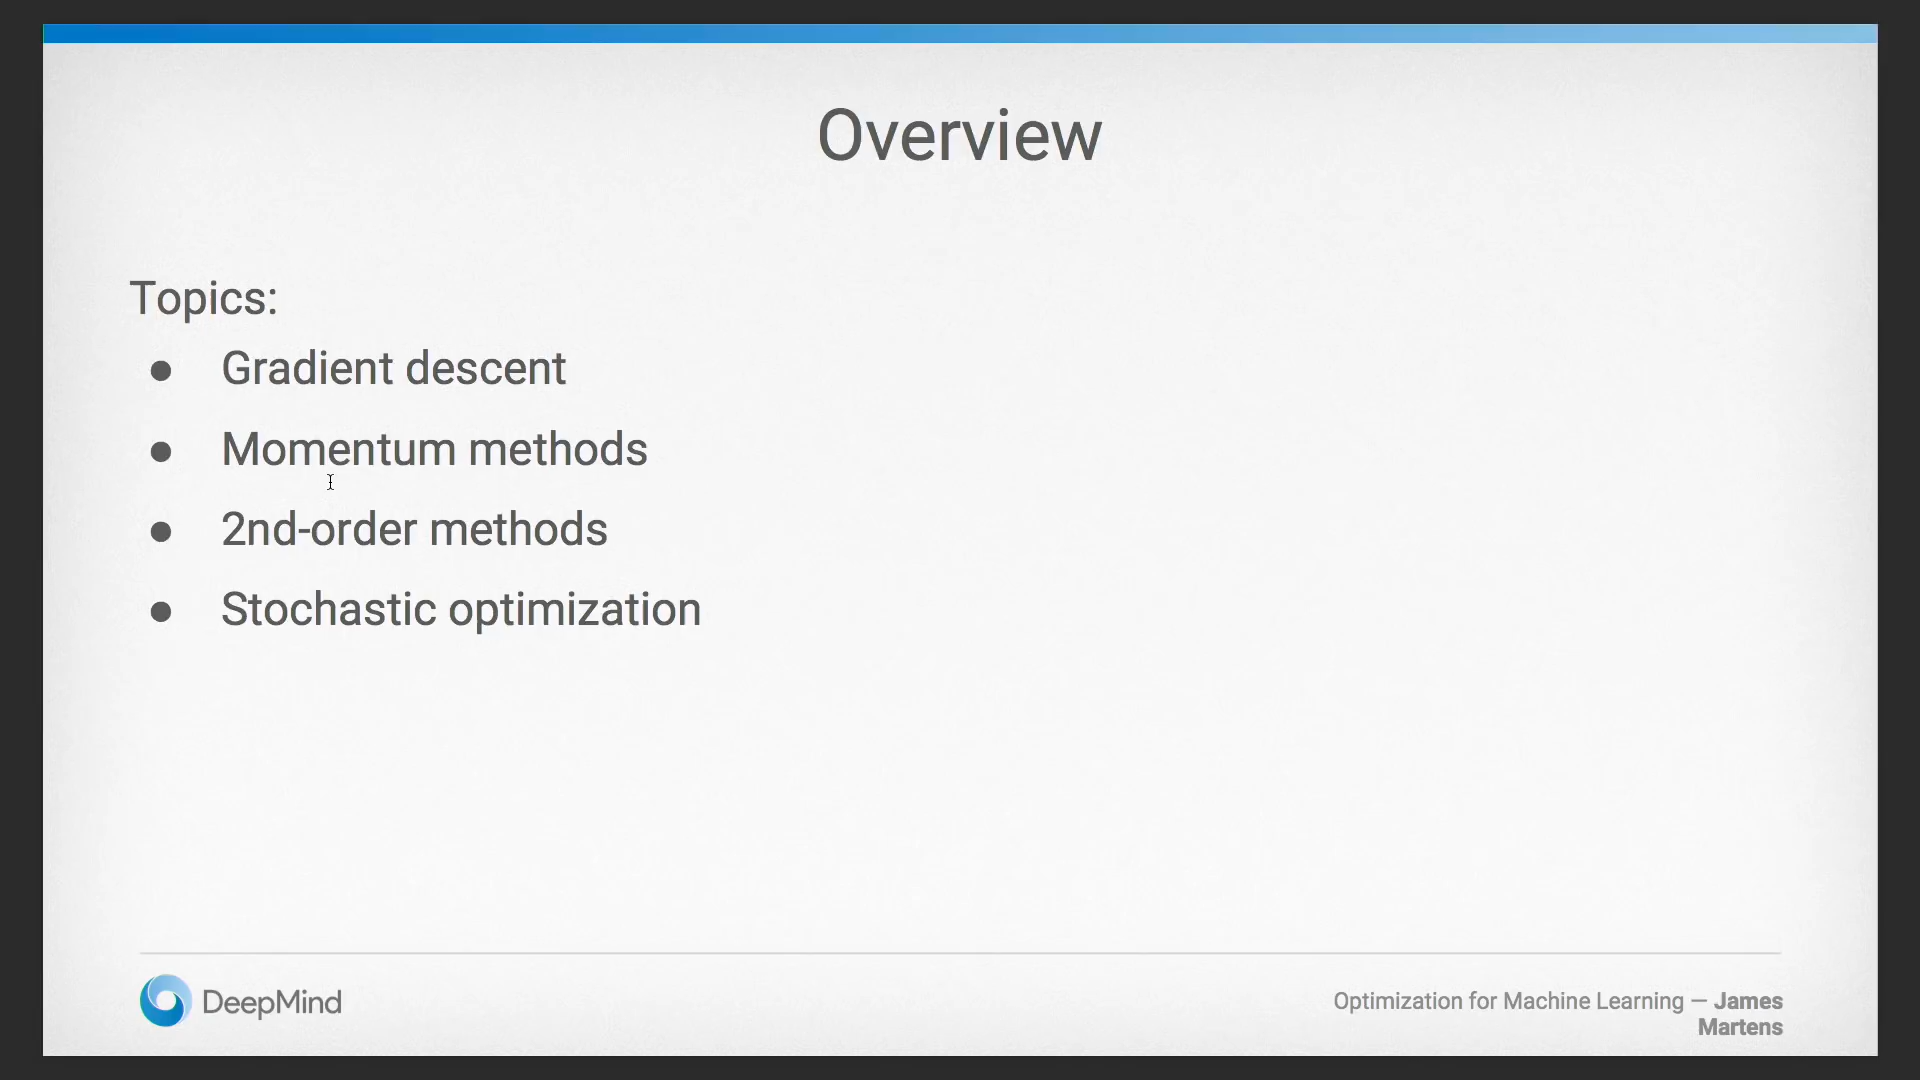 Overview
Topics:
● Gradient descent
● Momentum methods
● 2nd-order methods
● Stochastic optimization
DeepMind
Optimization for Machine Learning — James
Martens